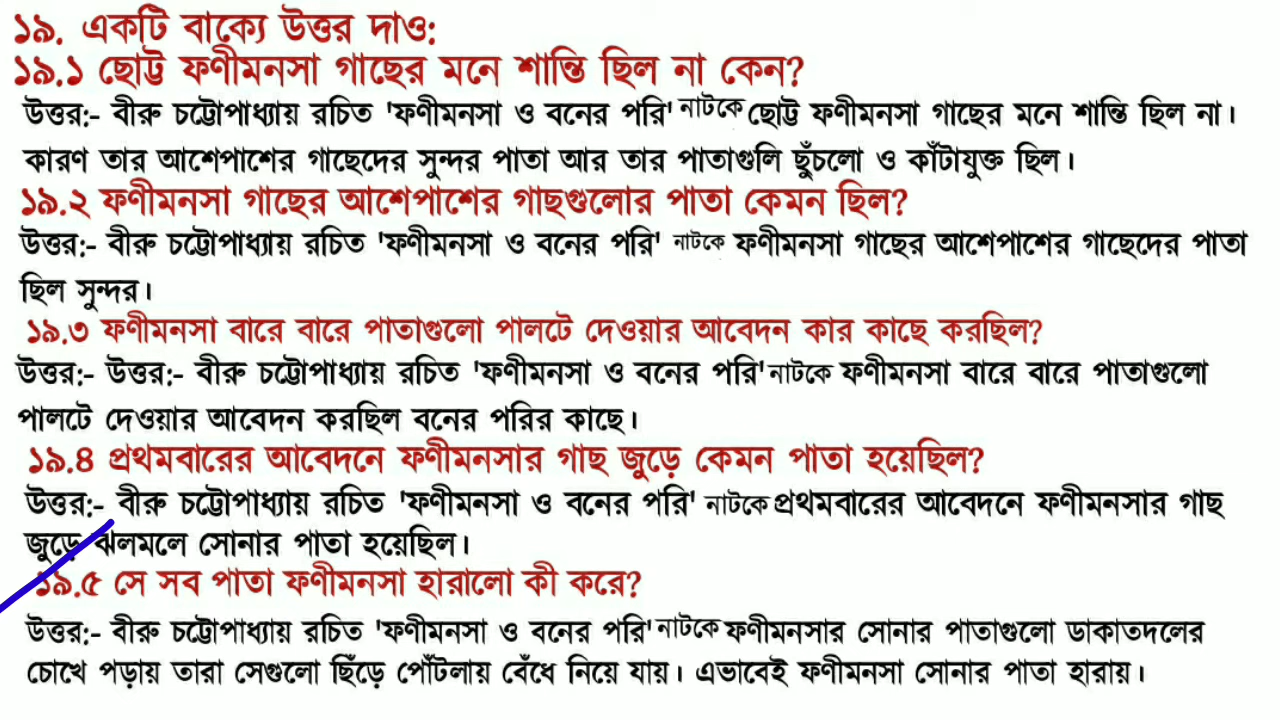 ১৯. একটি বাক্যে উত্তর দাও:
১৯.১ ছোট্ট ফণীমনসা গাছের মনে শান্তি ছিল না কেন?
উত্তর:- বীরু চট্টোপাধ্যায় রচিত 'ফণীমনসা ও বনের পরি' নাটকে ছোট্ট ফণীমনসা গাছের মনে শান্তি ছিল না।
কারণ তার আশেপাশের গাছেদের সুন্দর পাতা আর তার পাতাগুলি ছুঁচলো ও কাঁটাযুক্ত ছিল।
১৯.২ ফণীমনসা গাছের আশেপাশের গাছগুলোর পাতা কেমন ছিল?
উত্তর:- বীরু চট্টোপাধ্যায় রচিত 'ফণীমনসা ও বনের পরি' নাটকে ফণীমনসা গাছের আশেপাশের গাছেদের পাতা
ছিল সুন্দর।
১৯.৩ ফণীমনসা বারে বারে পাতাগুলো পালটে দেওয়ার আবেদন কার কাছে করছিল?
উত্তর:- উত্তর:- বীরু চট্টোপাধ্যায় রচিত 'ফণীমনসা ও বনের পরি' নাটকে ফণীমনসা বারে বারে পাতাগুলো
পালটে দেওয়ার আবেদন করছিল বনের পরির কাছে।
১৯.৪ প্রথমবারের আবেদনে ফণীমনসার গাছ জুড়ে কেমন পাতা হয়েছিল?
উত্তর:- বীরু চট্টোপাধ্যায় রচিত 'ফণীমনসা ও বনের পরি' নাটকে প্রথমবারের আবেদনে ফণীমনসার গাছ
জুড়ে ঝলমলে সোনার পাতা হয়েছিল।
১৯.৫ সে সব পাতা ফণীমনসা হারালো কী করে?
উত্তর:- বীরু চট্টোপাধ্যায় রচিত 'ফণীমনসা ও বনের পরি' নাটকে ফণীমনসার সোনার পাতাগুলো ডাকাতদলের
চোখে পড়ায় তারা সেগুলো ছিঁড়ে পোঁটলায় বেঁধে নিয়ে যায়। এভাবেই ফণীমনসা সোনার পাতা হারায়।